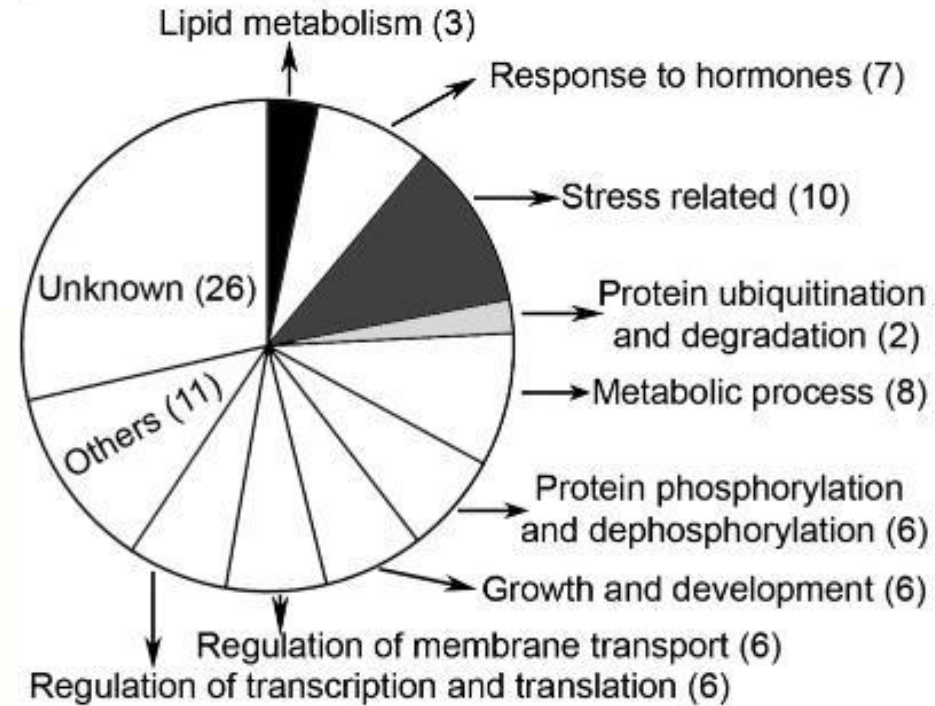 Lipid metabolism (3)
Response to hormones (7)
Stress related (10)
Protein ubiquitination
and degradation (2)
Metabolic process (8)
Protein phosphorylation
and dephosphorylation (6)
Growth and development (6)
Regulation of membrane transport (6)
Regulation of transcription and translation (6)
Others (11)
Unknown (26)